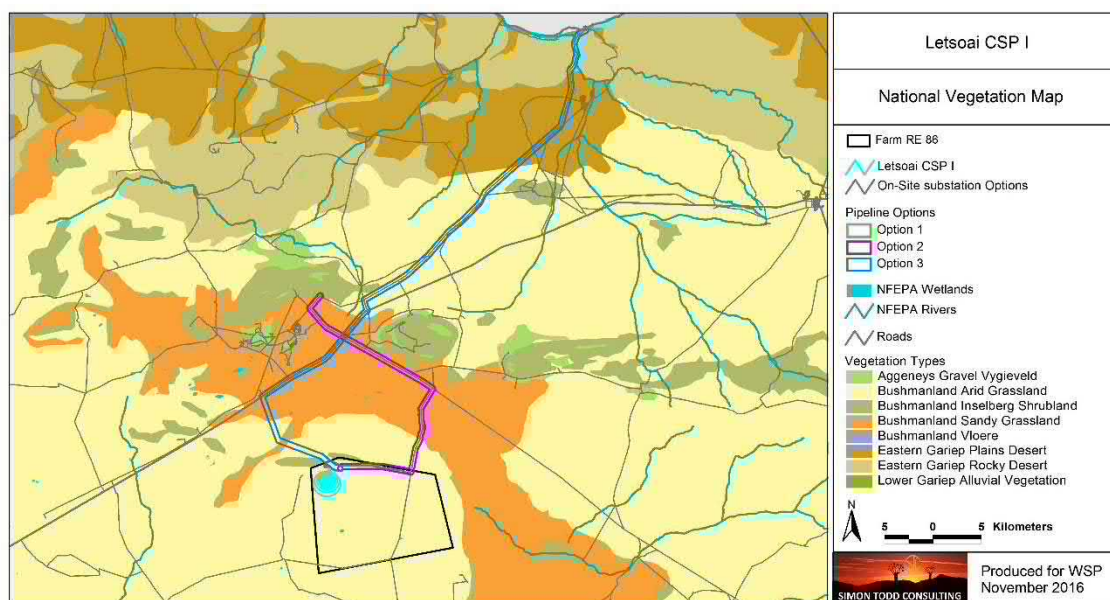 Letsoai CSP I
National Vegetation Map
Farm RE 86
Letsoai CSP I
On-Site substation Options
Pipeline Options
Option 1
Option 2
Option 3
NFEPA Wetlands
NFEPA Rivers
Roads
Vegetation Types
Aggeneys Gravel Vygieveld
Bushmanland Arid Grassland
Bushmanland Inselberg Shrubland
Bushmanland Sandy Grassland
Bushmanland Vloere
Eastern Gariep Plains Desert
Eastern Gariep Rocky Desert
Lower Gariep Alluvial Vegetation
N
5 0 5 Kilometers
SIMON TODD CONSULTING
Produced for WSP
November 2016